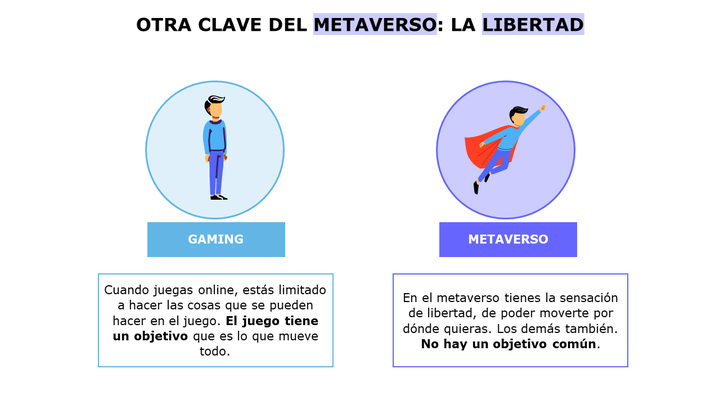 OTRA CLAVE DEL METAVERSO: LA LIBERTAD
GAMING
Cuando juegas online, estás limitado
a hacer las cosas que se pueden
hacer en el juego. El juego tiene
un objetivo que es lo que mueve
todo.
METAVERSO
En el metaverso tienes la sensación
de libertad, de poder moverte por
dónde quieras. Los demás también.
No hay un objetivo común.